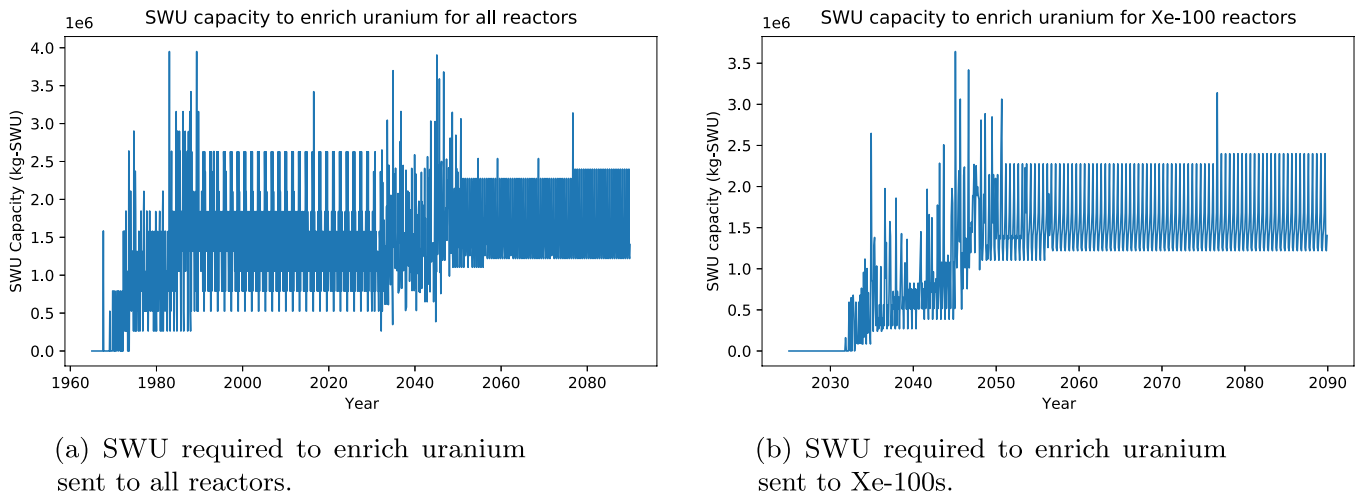 SWU capacity to enrich uranium for all reactors
1e6
4.0
3.5
3.0
2.5
2.0
1.5
1.0
0.5
0.0
SWU Capacity (kg-SWU)
1960
1980
2000
2020
2040
2060
2080
Year
(a) SWU required to enrich uranium
sent to all reactors.
SWU capacity to enrich uranium for Xe-100 reactors
1e6
3.5
3.0
2.5
2.0
1.5
1.0
0.5
0.0
SWU capacity (kg-SWU)
2030
2040
2050
2060
2070
2080
2090
Year
(b) SWU required to enrich uranium
sent to Xe-100s.